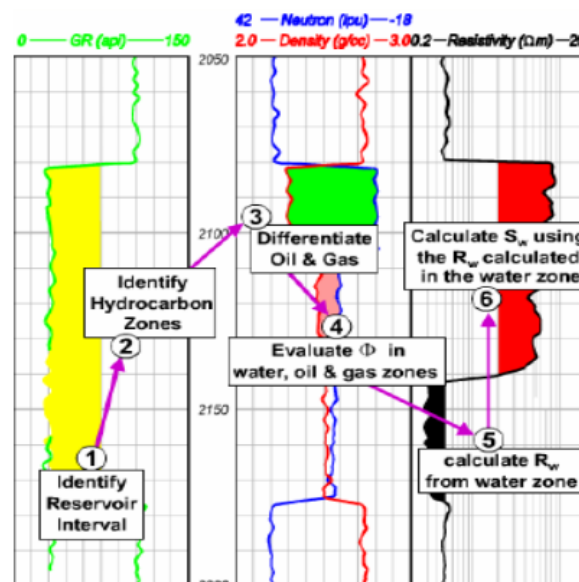 42 — Neutron (lpu) — -18
0 — GR (api) — 150
2.0 — Density (g/cc) — 3.0
0.2 — Resistivity (Ωm) — 2
2050
3
2100
Differentiate
Oil & Gas
Calculate Sw using
the Rw calculated
in the water zone
6
Identify
Hydrocarbon
Zones
2
4
Evaluate Φ in
water, oil & gas zones
2150
5
calculate Rw
from water zone
1
Identify
Reservoir
Interval